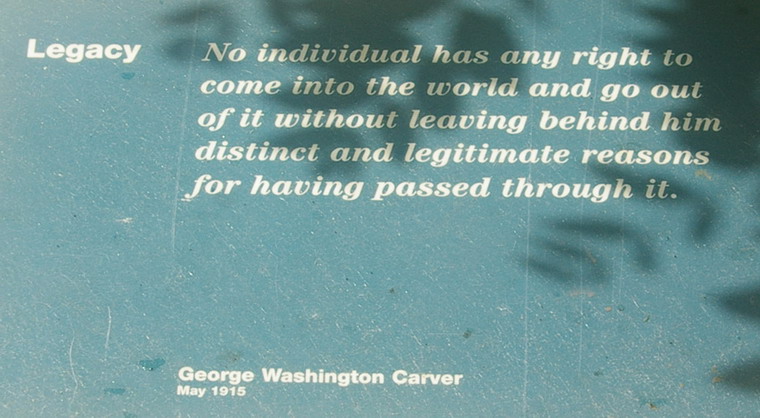 Legacy
No individual has any right to
come into the world and go out
of it without leaving behind him
distinct and legitimate reasons
for having passed through it.
George Washington Carver
May 1915